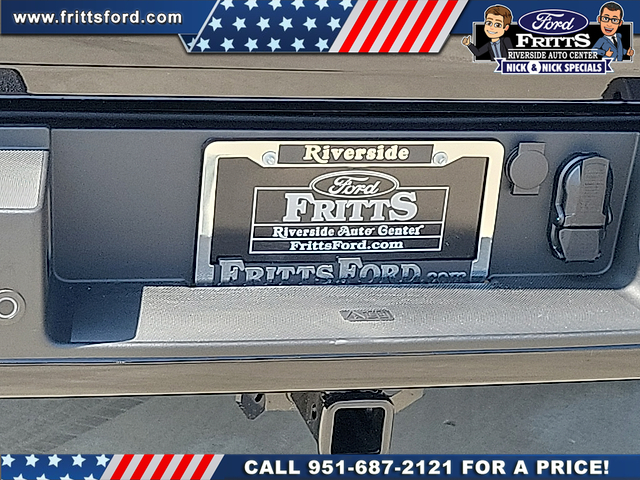 www.frittsford.com
Ford
FRITTS
RIVERSIDE AUTO CENTER
NICK & NICK SPECIALS
Riverside
Ford
FRITTS
Riverside Auto Center
FrittsFord.com
FRITTSFORD.com
CALL 951-687-2121 FOR A PRICE!